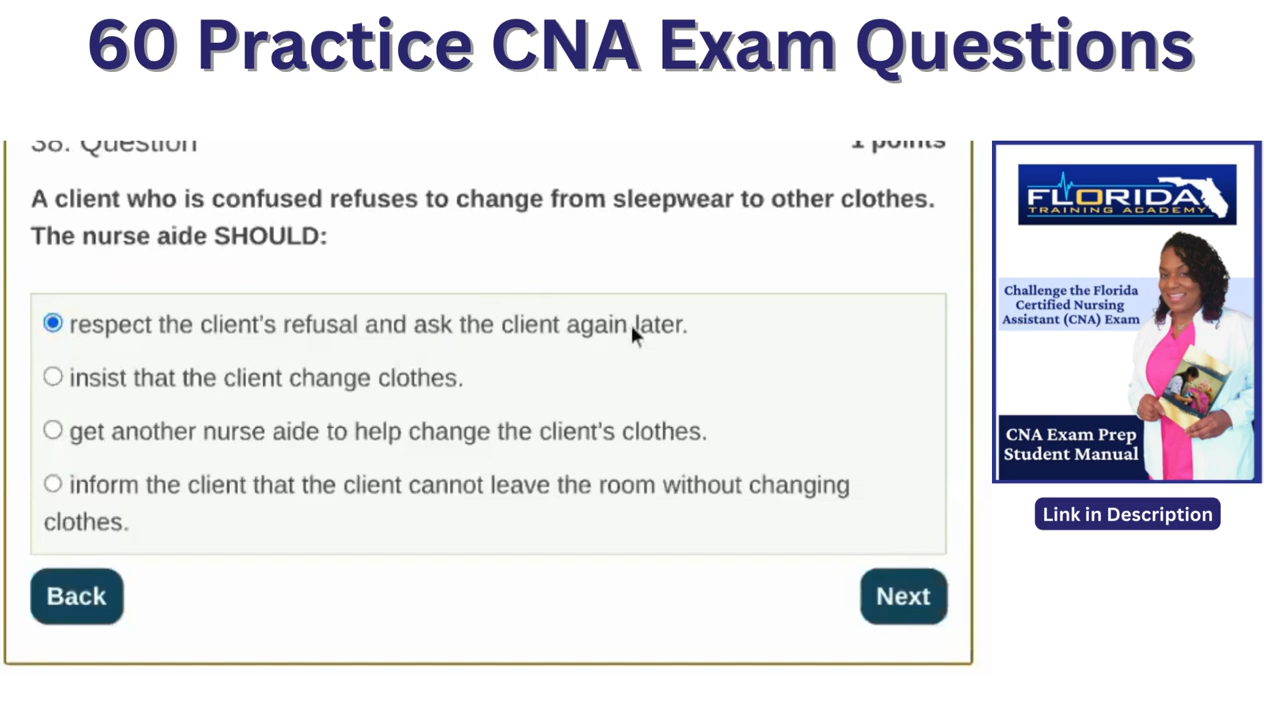 60 Practice CNA Exam Questions
38. Question
1 points
A client who is confused refuses to change from sleepwear to other clothes.
The nurse aide SHOULD:
respect the client's refusal and ask the client again later.
insist that the client change clothes.
get another nurse aide to help change the client's clothes.
inform the client that the client cannot leave the room without changing
clothes.
Back
Next
FLORIDA
TRAINING ACADEMY
Challenge the Florida
Certified Nursing
Assistant (CNA) Exam
CNA Exam Prep
Student Manual
Link in Description